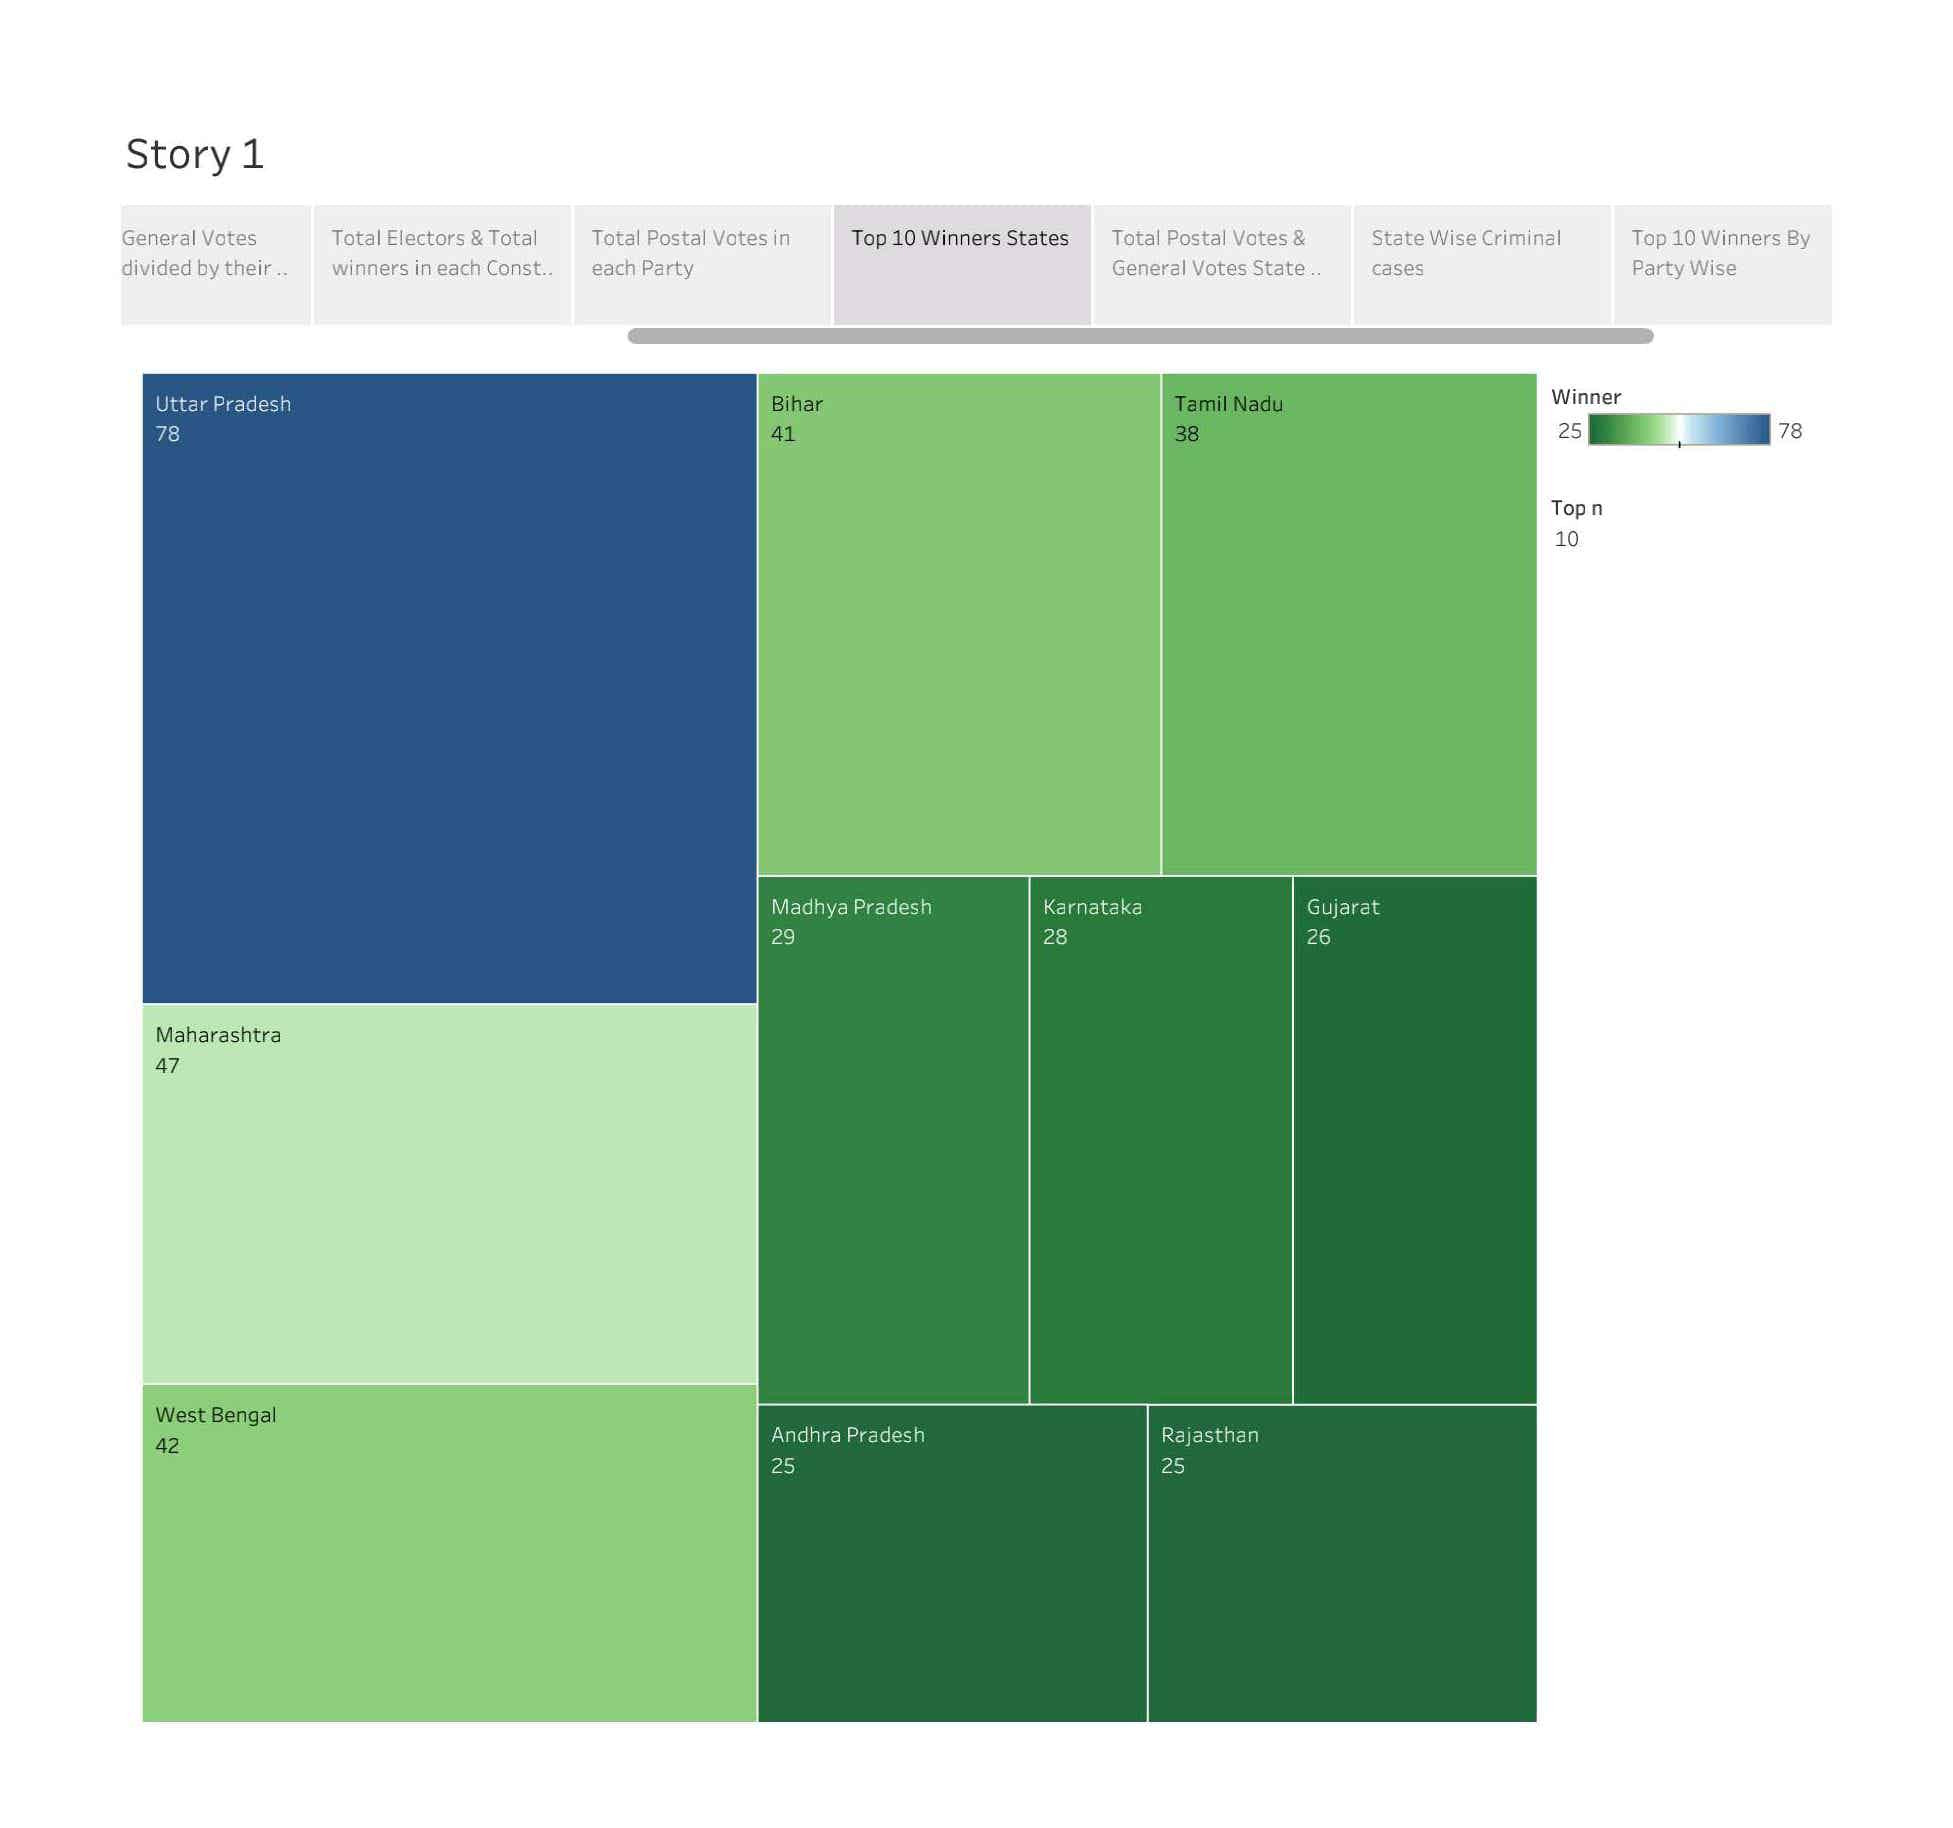 Story 1
General Votes
divided by their ..
Total Electors & Total
winners in each Const..
Total Postal Votes in
each Party
Top 10 Winners States
Total Postal Votes &
General Votes State ..
State Wise Criminal
cases
Top 10 Winners By
Party Wise
Uttar Pradesh
78
Maharashtra
47
West Bengal
42
Bihar
41
Tamil Nadu
38
Madhya Pradesh
29
Karnataka
28
Gujarat
26
Andhra Pradesh
25
Rajasthan
25
Winner
25 78
Top n
10